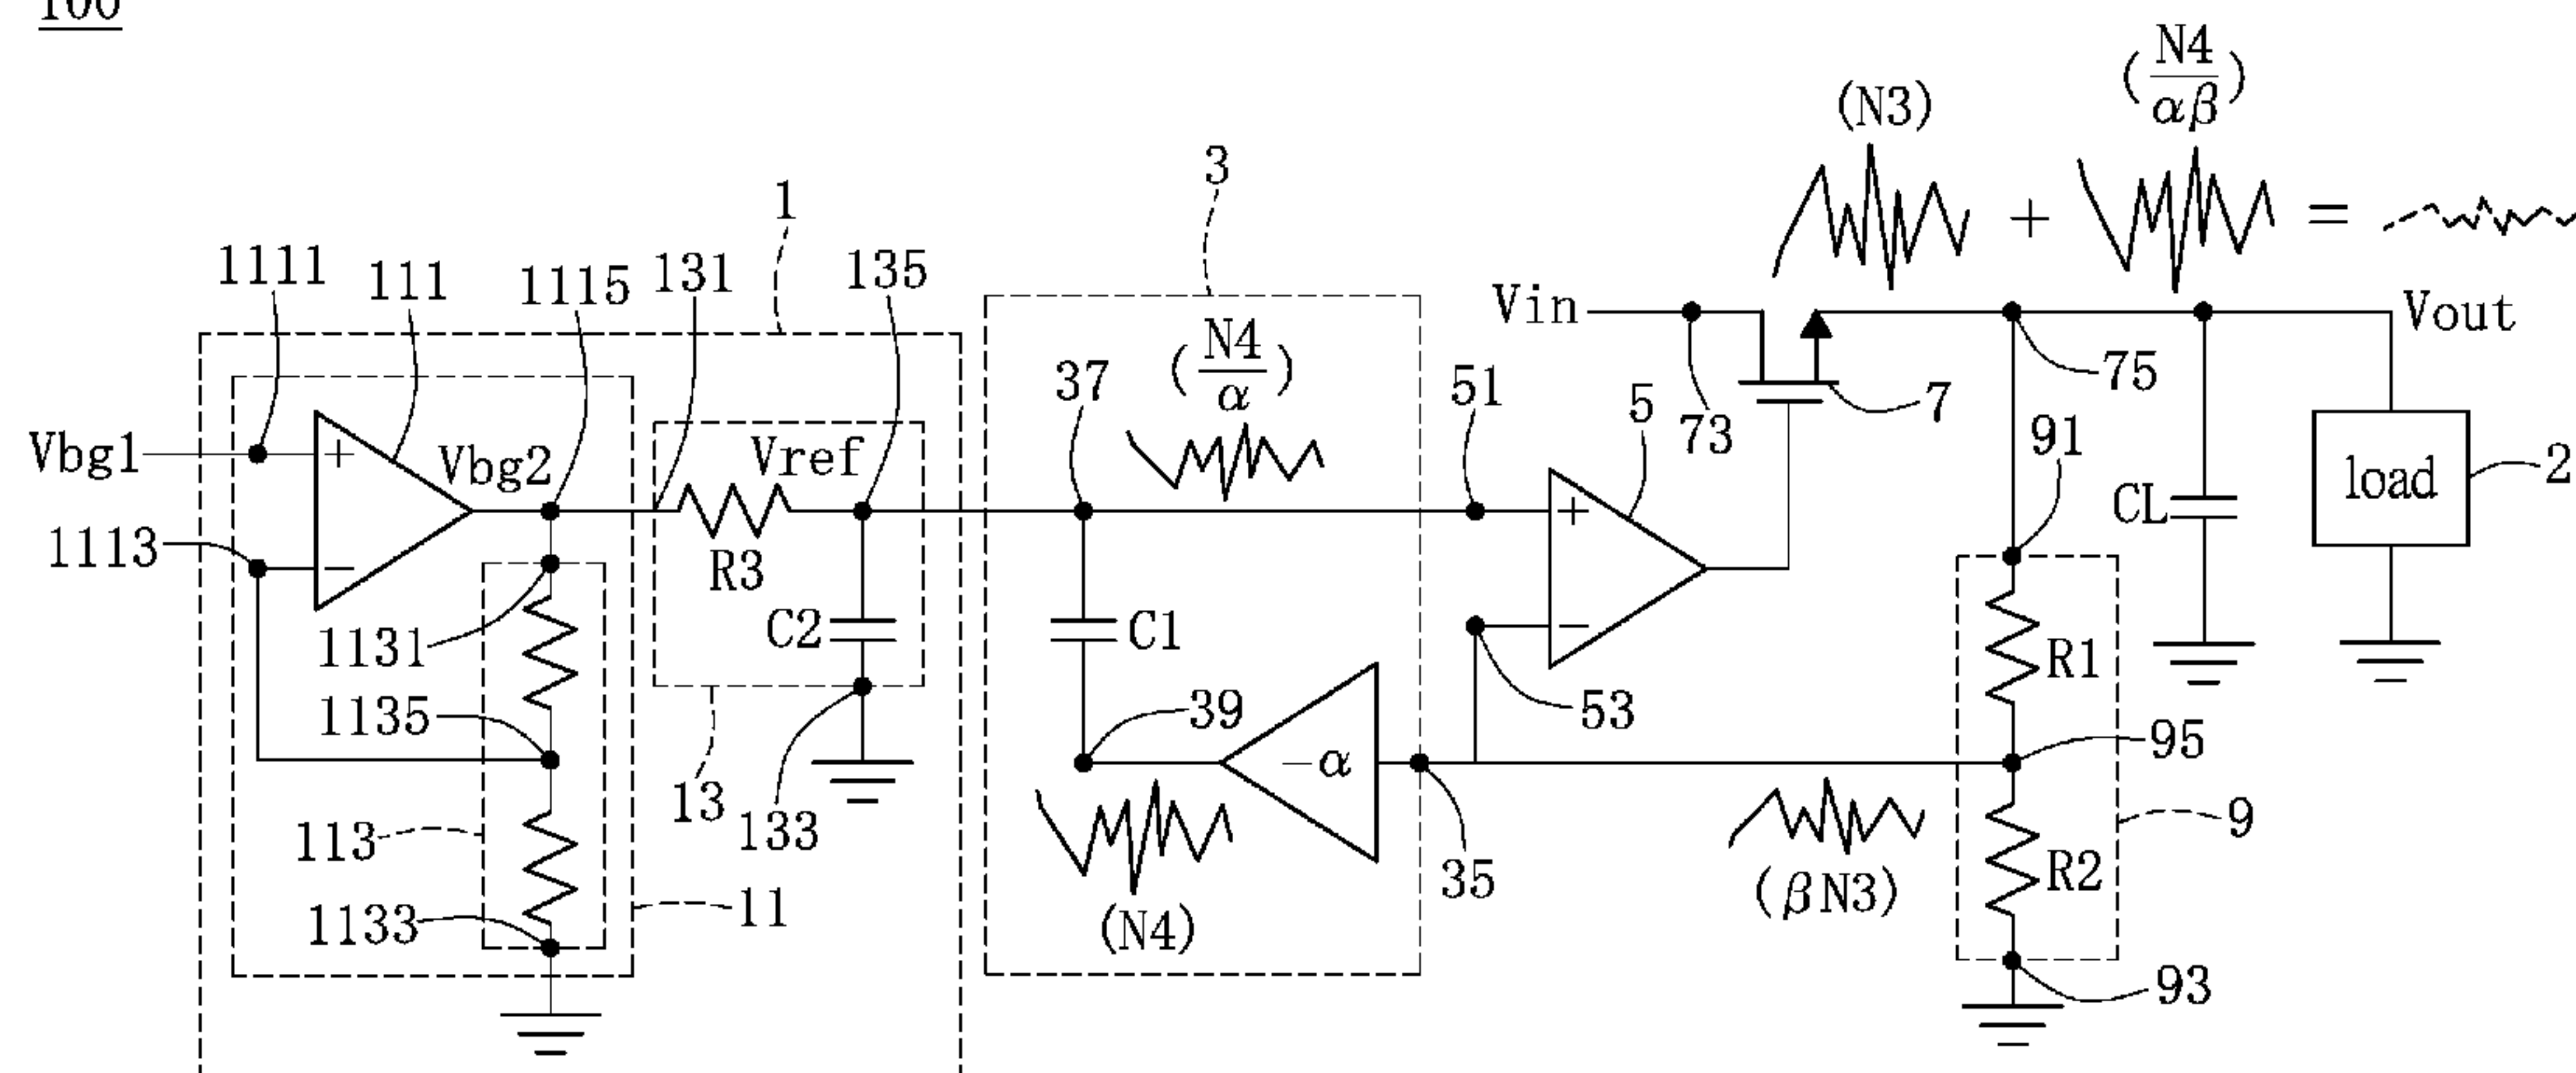 100
(N3)
(N4/αβ)
+
=
1
3
1111
111
1115
131
135
Vbg1
+
−
Vbg2
Vref
R3
C2
1113
1131
1135
113
1133
11
13
133
37
(N4/α)
C1
39
−α
(N4)
35
51
5
+
−
53
Vin
73
7
75
Vout
91
CL
load
2
R1
95
R2
9
(βN3)
93